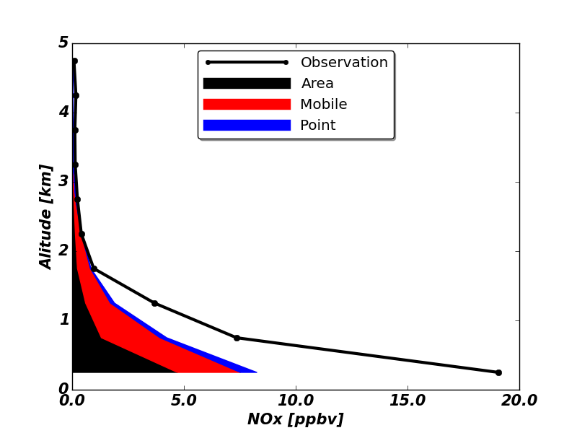 5
4
3
2
1
0
Alitude [km]
Observation
Area
Mobile
Point
0.0 5.0 10.0 15.0 20.0
NOx [ppbv]